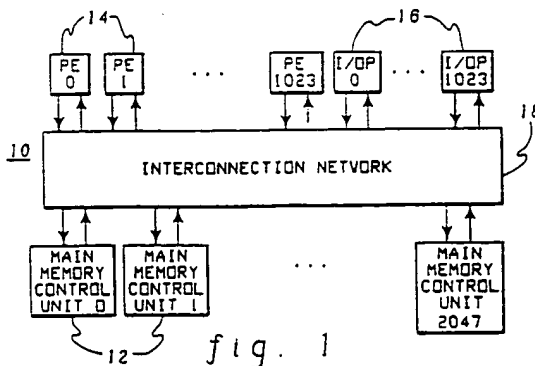 14
16
PE 0
PE 1
...
PE 1023
I/OP 0
...
I/OP 1023
18
10
INTERCONNECTION NETWORK
MAIN MEMORY CONTROL UNIT 0
MAIN MEMORY CONTROL UNIT 1
...
MAIN MEMORY CONTROL UNIT 2047
12
fig. 1